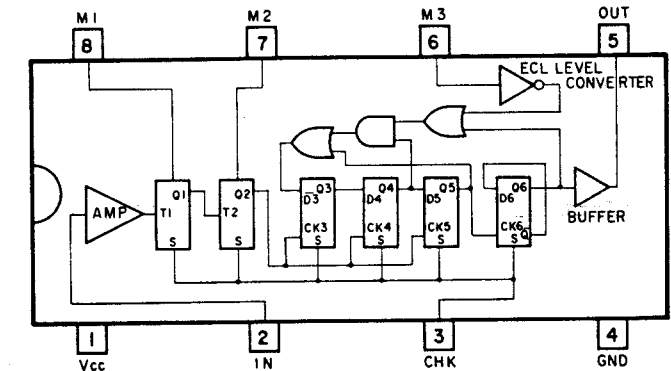 M1 M2 M3 OUT
8 7 6 5
ECL LEVEL
CONVERTER
AMP
T1 Q1
S
T2 Q2
S
D3 Q3
CK3
S
D4 Q4
CK4
S
D5 Q5
CK5
S
D6 Q6
CK6 Q̅
S
BUFFER
1 2 3 4
Vcc IN CHK GND